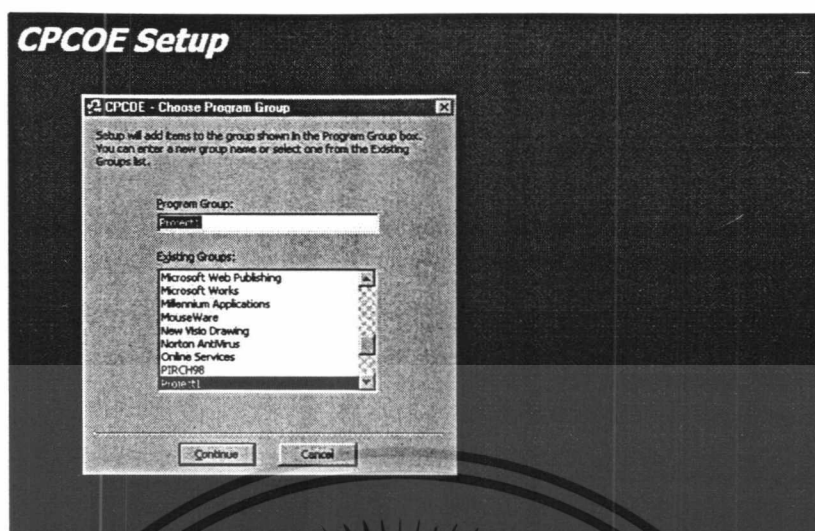 CPCOE Setup
CPCOE - Choose Program Group
Setup will add items to the group shown in the Program Group box.
You can enter a new group name or select one from the Existing
Groups list.
Program Group:
Project1
Existing Groups:
Microsoft Web Publishing
Microsoft Works
Millennium Applications
MouseWare
New Visio Drawing
Norton AntiVirus
Online Services
PIRCH98
Project1
Continue
Cancel